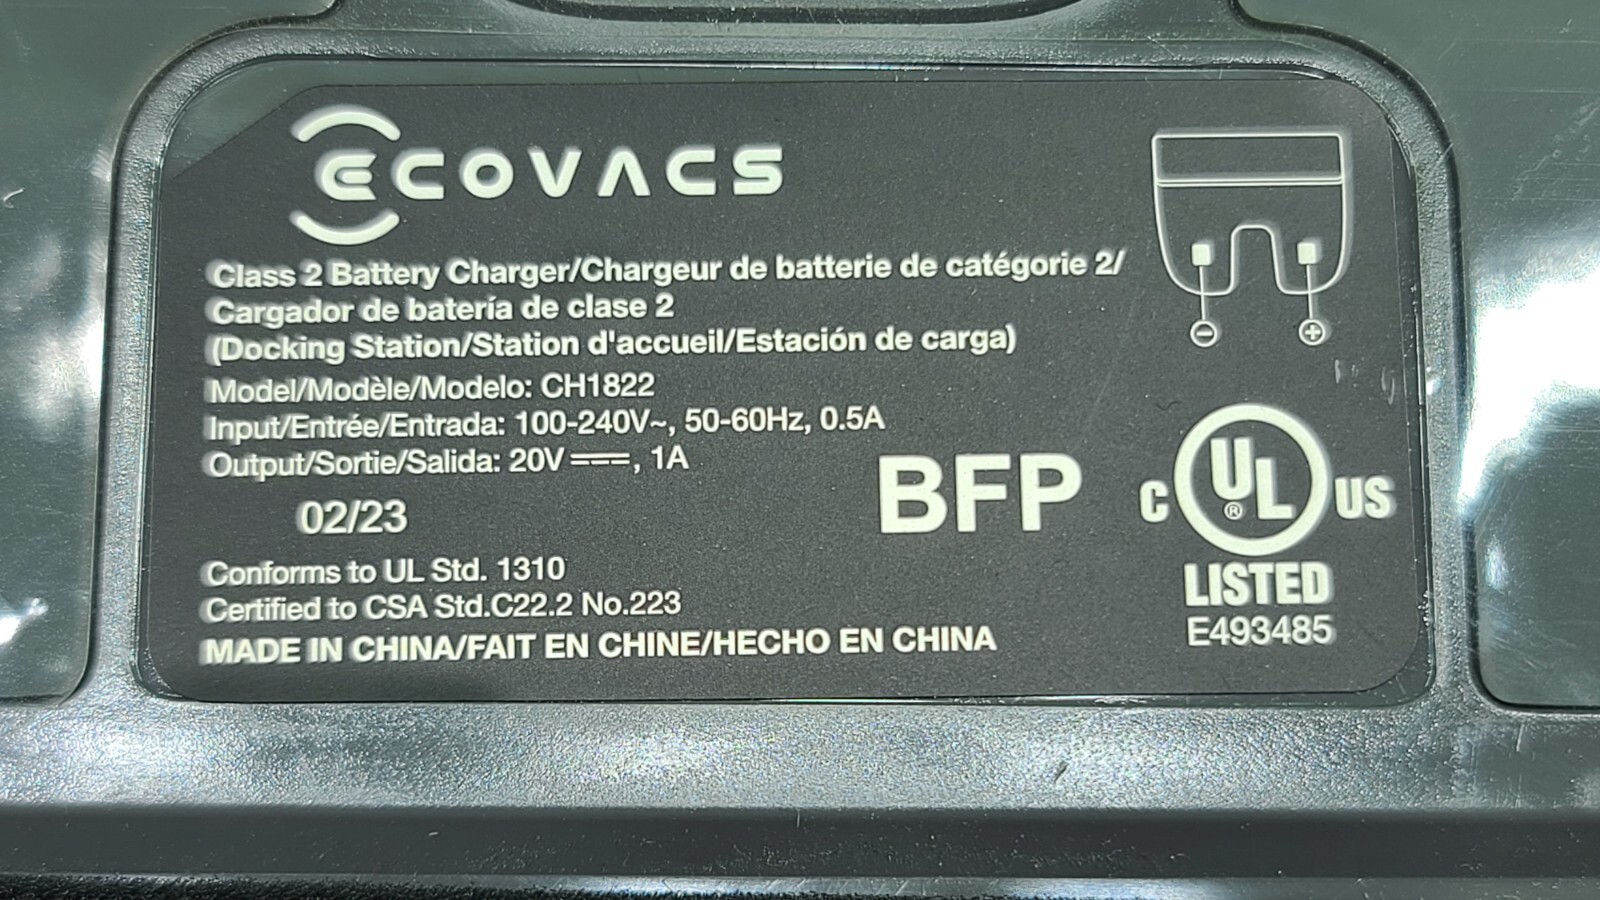 ECOVACS
Class 2 Battery Charger/Chargeur de batterie de catégorie 2/
Cargador de batería de clase 2
(Docking Station/Station d'accueil/Estación de carga)
Model/Modèle/Modelo: CH1822
Input/Entrée/Entrada: 100-240V~, 50-60Hz, 0.5A
Output/Sortie/Salida: 20V⎓, 1A
02/23
BFP
C UL® US
LISTED
E493485
Conforms to UL Std. 1310
Certified to CSA Std.C22.2 No.223
MADE IN CHINA/FAIT EN CHINE/HECHO EN CHINA